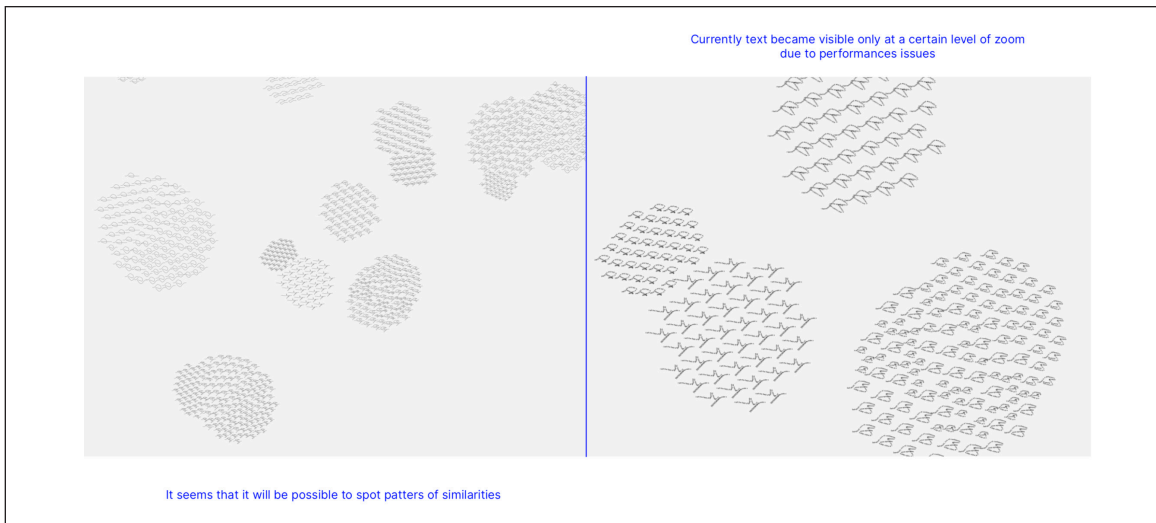 Currently text became visible only at a certain level of zoom
due to performances issues
It seems that it will be possible to spot patters of similarities